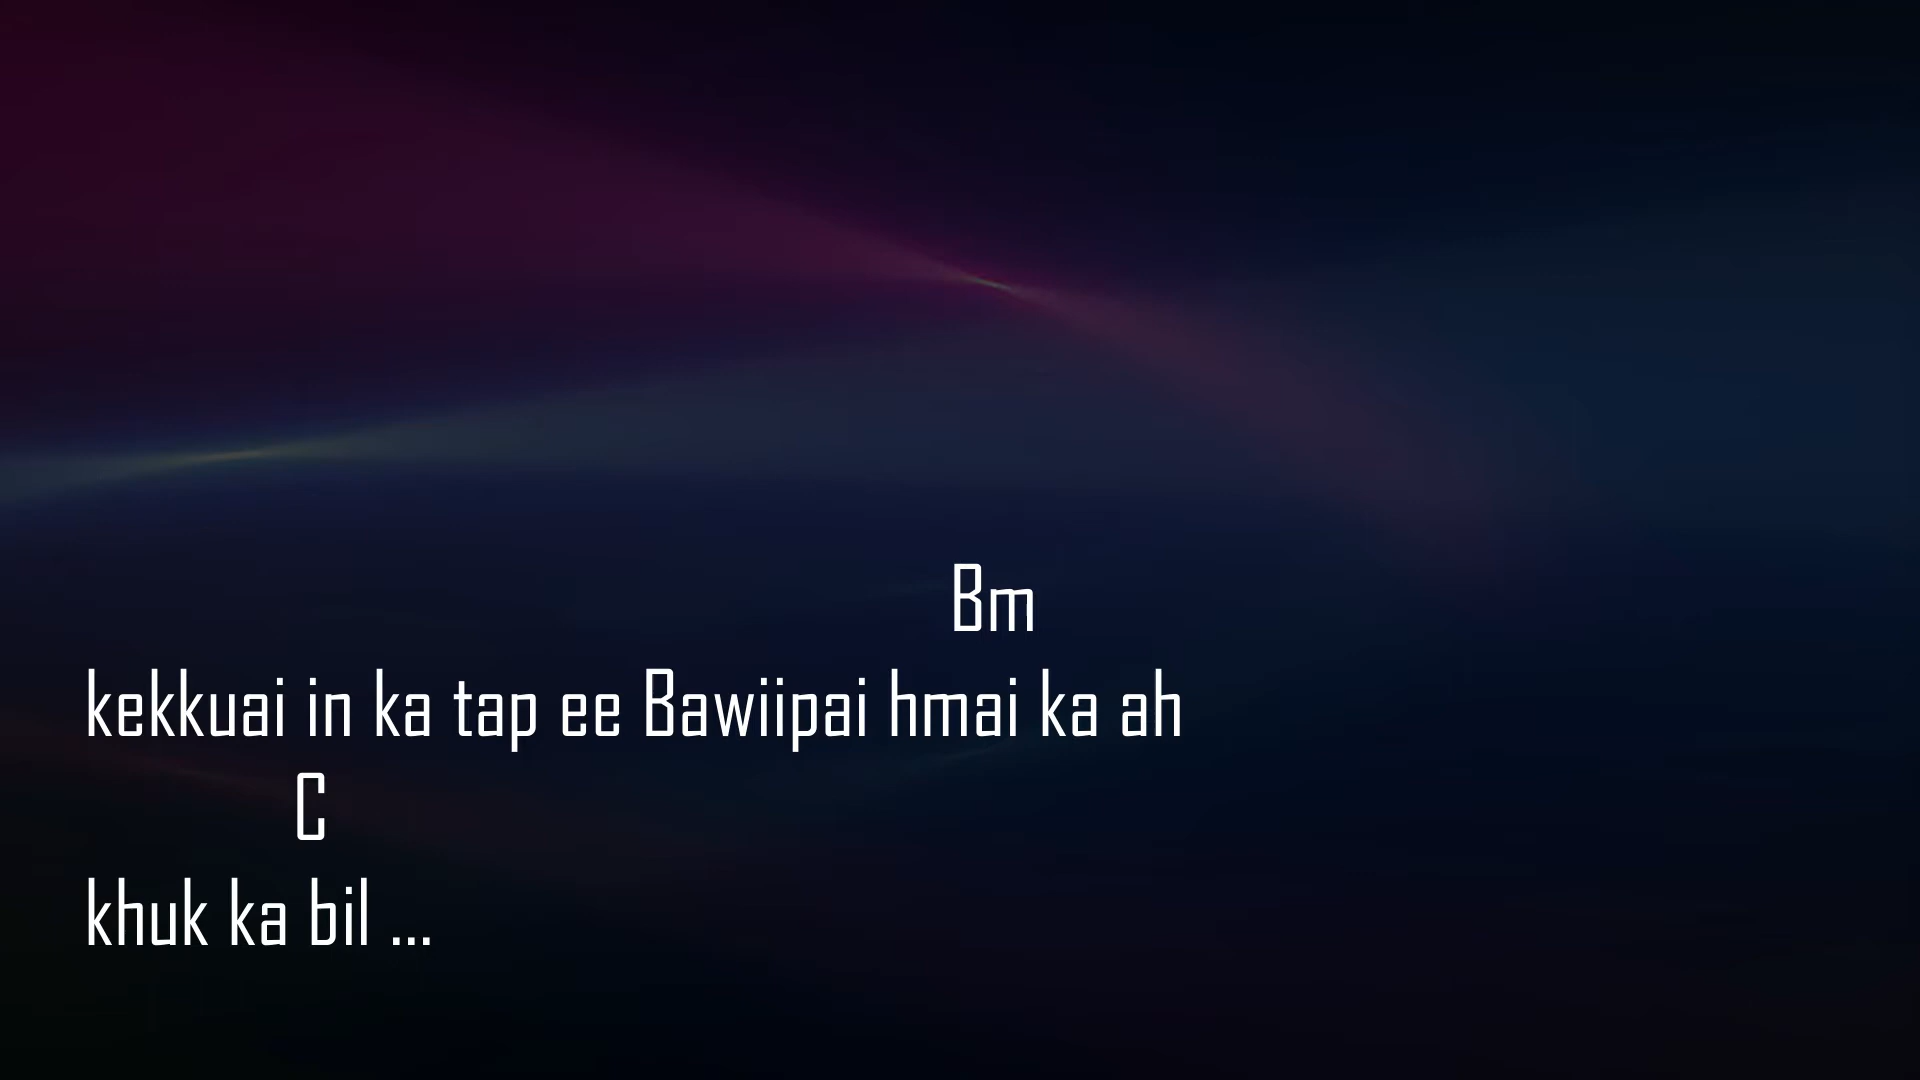 Bm
kekkuai in ka tap ee Bawiipai hmai ka ah
C
khuk ka bil ...